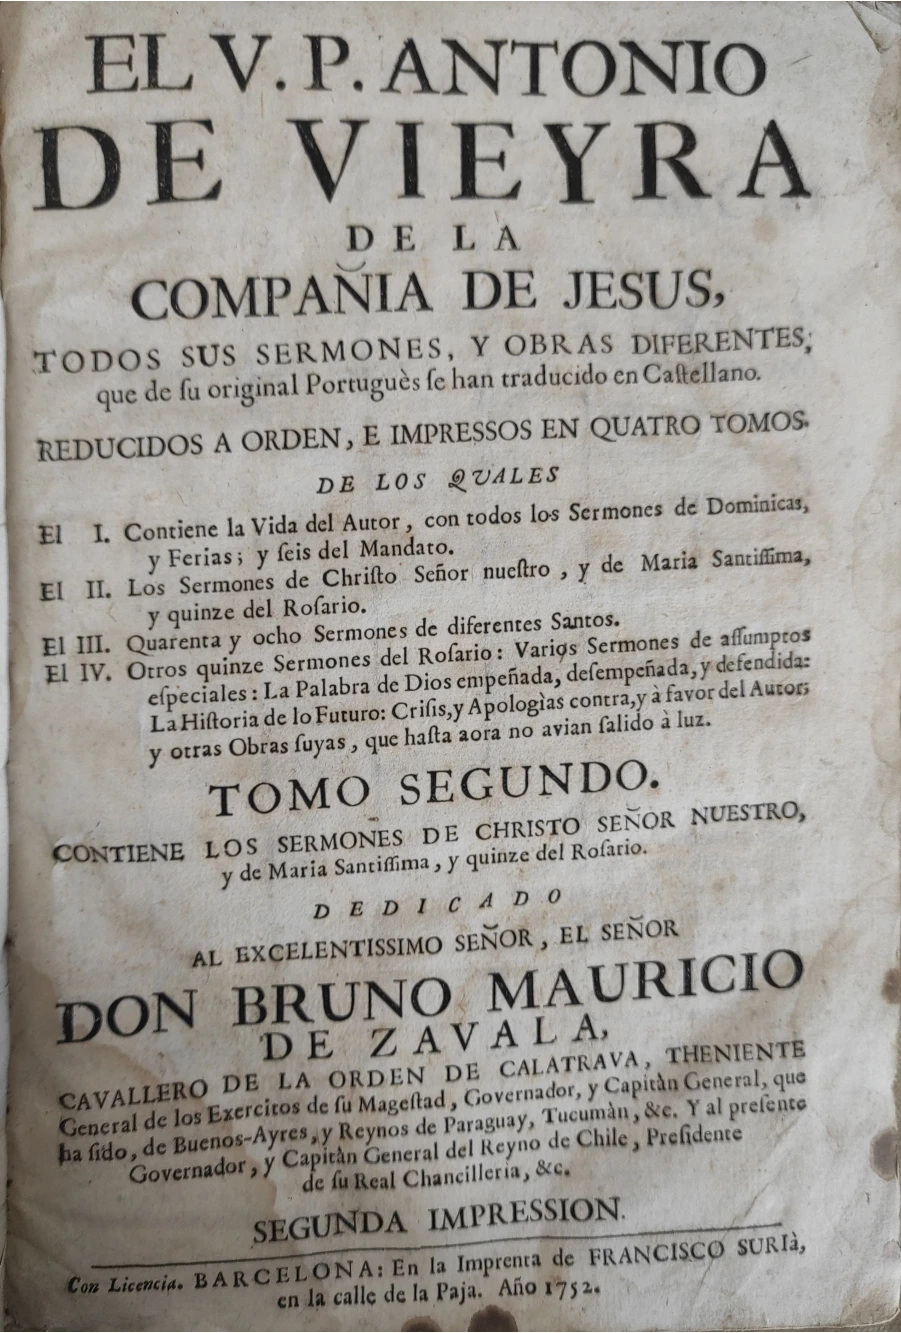 EL V. P. ANTONIO
DE VIEYRA
DE LA
COMPAÑIA DE JESUS,
TODOS SUS SERMONES, Y OBRAS DIFERENTES;
que de ſu original Portuguès ſe han traducido en Caſtellano.
REDUCIDOS A ORDEN, E IMPRESSOS EN QUATRO TOMOS.
DE LOS QVALES
El I. Contiene la Vida del Autor, con todos los Sermones de Dominicas,
y Ferias; y ſeis del Mandato.
El II. Los Sermones de Chriſto Señor nueſtro, y de Maria Santiſſima,
y quinze del Roſario.
El III. Quarenta y ocho Sermones de diferentes Santos.
El IV. Otros quinze Sermones del Roſario: Varios Sermones de aſſumptos
eſpeciales: La Palabra de Dios empeñada, deſempeñada, y defendida:
La Hiſtoria de lo Futuro: Criſis, y Apologìas contra, y à favor del Autor;
y otras Obras ſuyas, que haſta aora no avian ſalido à luz.
TOMO SEGUNDO.
CONTIENE LOS SERMONES DE CHRISTO SEÑOR NUESTRO,
y de Maria Santiſſima, y quinze del Roſario.
DEDICADO
AL EXCELENTISSIMO SEÑOR, EL SEÑOR
DON BRUNO MAURICIO
DE ZAVALA,
CAVALLERO DE LA ORDEN DE CALATRAVA, THENIENTE
General de los Exercitos de ſu Mageſtad, Governador, y Capitàn General, que
ha ſido, de Buenos-Ayres, y Reynos de Paraguay, Tucumàn, &c. Y al preſente
Governador, y Capitàn General del Reyno de Chile, Preſidente
de ſu Real Chancilleria, &c.
SEGUNDA IMPRESSION.
Con Licencia. BARCELONA: En la Imprenta de FRANCISCO SURIà,
en la calle de la Paja. Año 1752.